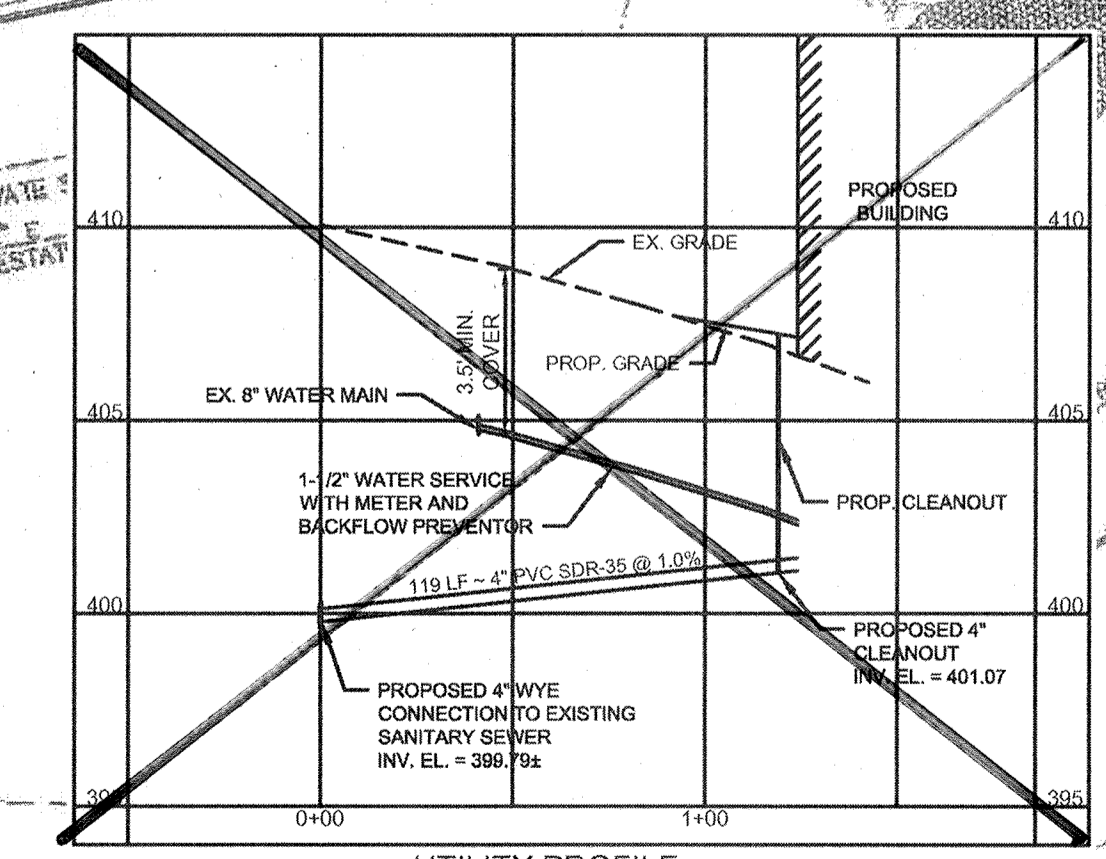 410
410
PROPOSED
BUILDING
EX. GRADE
3.5' MIN.
COVER
PROP. GRADE
EX. 8" WATER MAIN
405
405
1-1/2" WATER SERVICE
WITH METER AND
BACKFLOW PREVENTOR
PROP. CLEANOUT
119 LF ~ 4" PVC SDR-35 @ 1.0%
400
400
PROPOSED 4"
CLEANOUT
INV. EL. = 401.07
PROPOSED 4" WYE
CONNECTION TO EXISTING
SANITARY SEWER
INV. EL. = 399.79±
395
395
0+00
1+00
UTILITY PROFILE